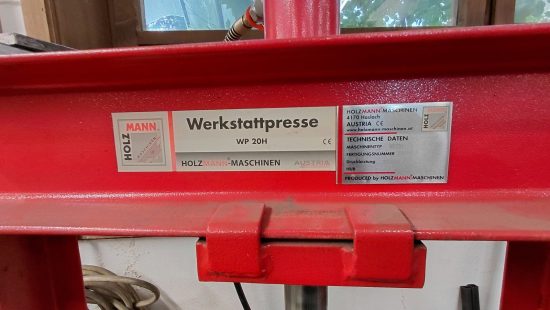 HOLZ
MANN
Werkstattpresse
WP 20H
CE
HOLZMANN®-MASCHINEN
AUSTRIA
HOLZMANN-MASCHINEN
4170 Haslach
AUSTRIA CE
www.holzmann-maschinen.at
HOLZ
TECHNISCHE DATEN
MASCHINENTYP
FERTIGUNGSNUMMER
Druckleistung
HUB
PRODUCED by HOLZMANN-MASCHINEN